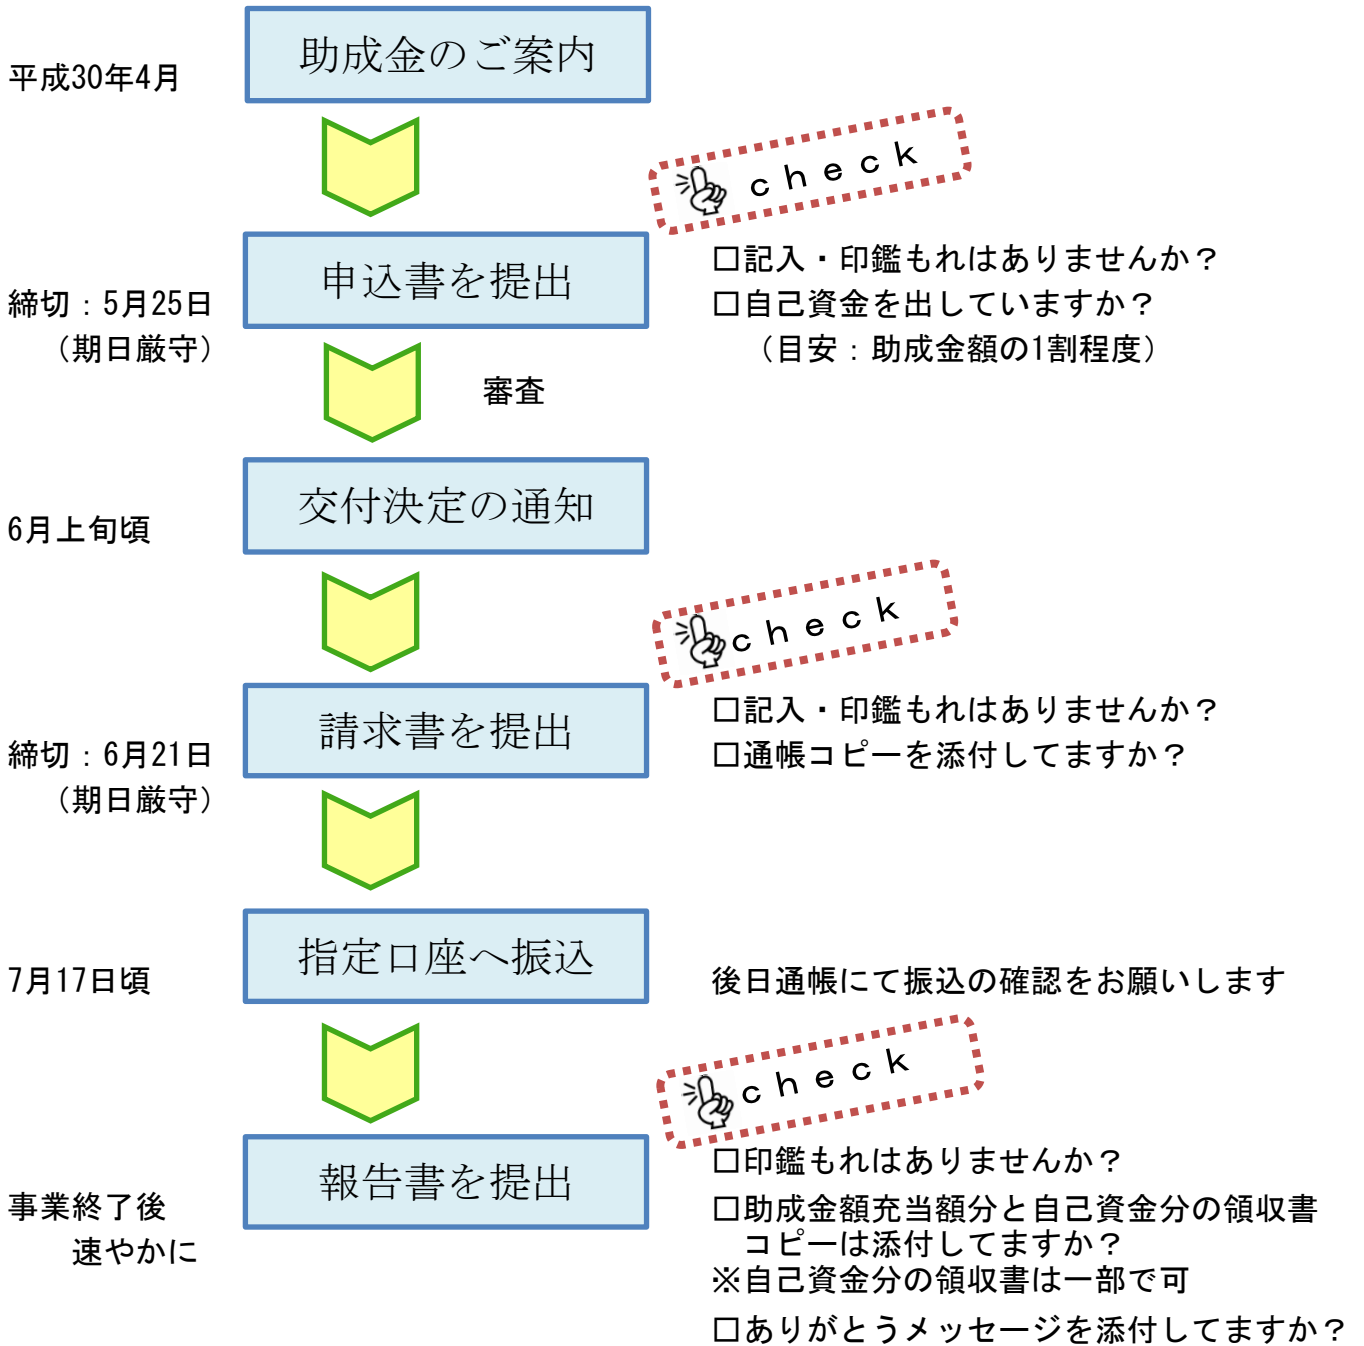 助成金のご案内
平成30年4月
check
申込書を提出
締切：5月25日
（期日厳守）
□記入・印鑑もれはありませんか？
□自己資金を出していますか？
（目安：助成金額の1割程度）
審査
交付決定の通知
6月上旬頃
check
請求書を提出
締切：6月21日
（期日厳守）
□記入・印鑑もれはありませんか？
□通帳コピーを添付してますか？
指定口座へ振込
7月17日頃
後日通帳にて振込の確認をお願いします
check
報告書を提出
事業終了後
速やかに
□印鑑もれはありませんか？
□助成金額充当額分と自己資金分の領収書
コピーは添付してますか？
※自己資金分の領収書は一部で可
□ありがとうメッセージを添付してますか？